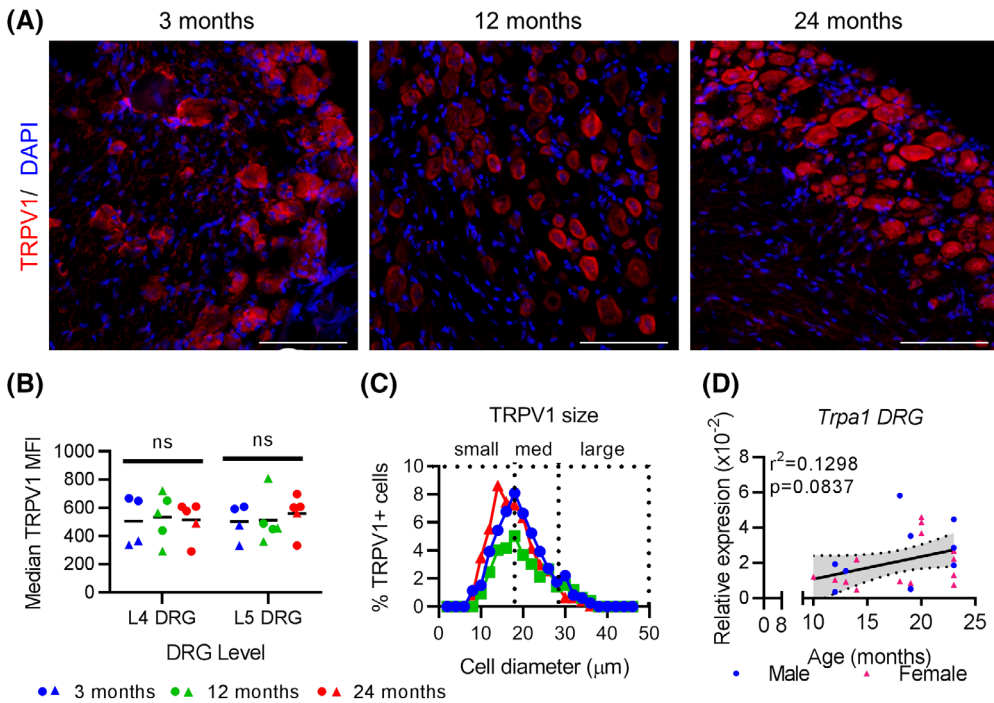 (A)
3 months
12 months
24 months
TRPV1/ DAPI
(B)
Median TRPV1 MFI
1000
800
600
400
200
0
ns
ns
L4 DRG
L5 DRG
DRG Level
3 months
12 months
24 months
(C)
TRPV1 size
small
med
large
% TRPV1+ cells
10
8
6
4
2
0
0
10
20
30
40
50
Cell diameter (μm)
(D)
Trpa1 DRG
Relative expression (x10⁻²)
8
6
4
2
0
r²=0.1298
p=0.0837
0 8
10
15
20
25
Age (months)
Male
Female